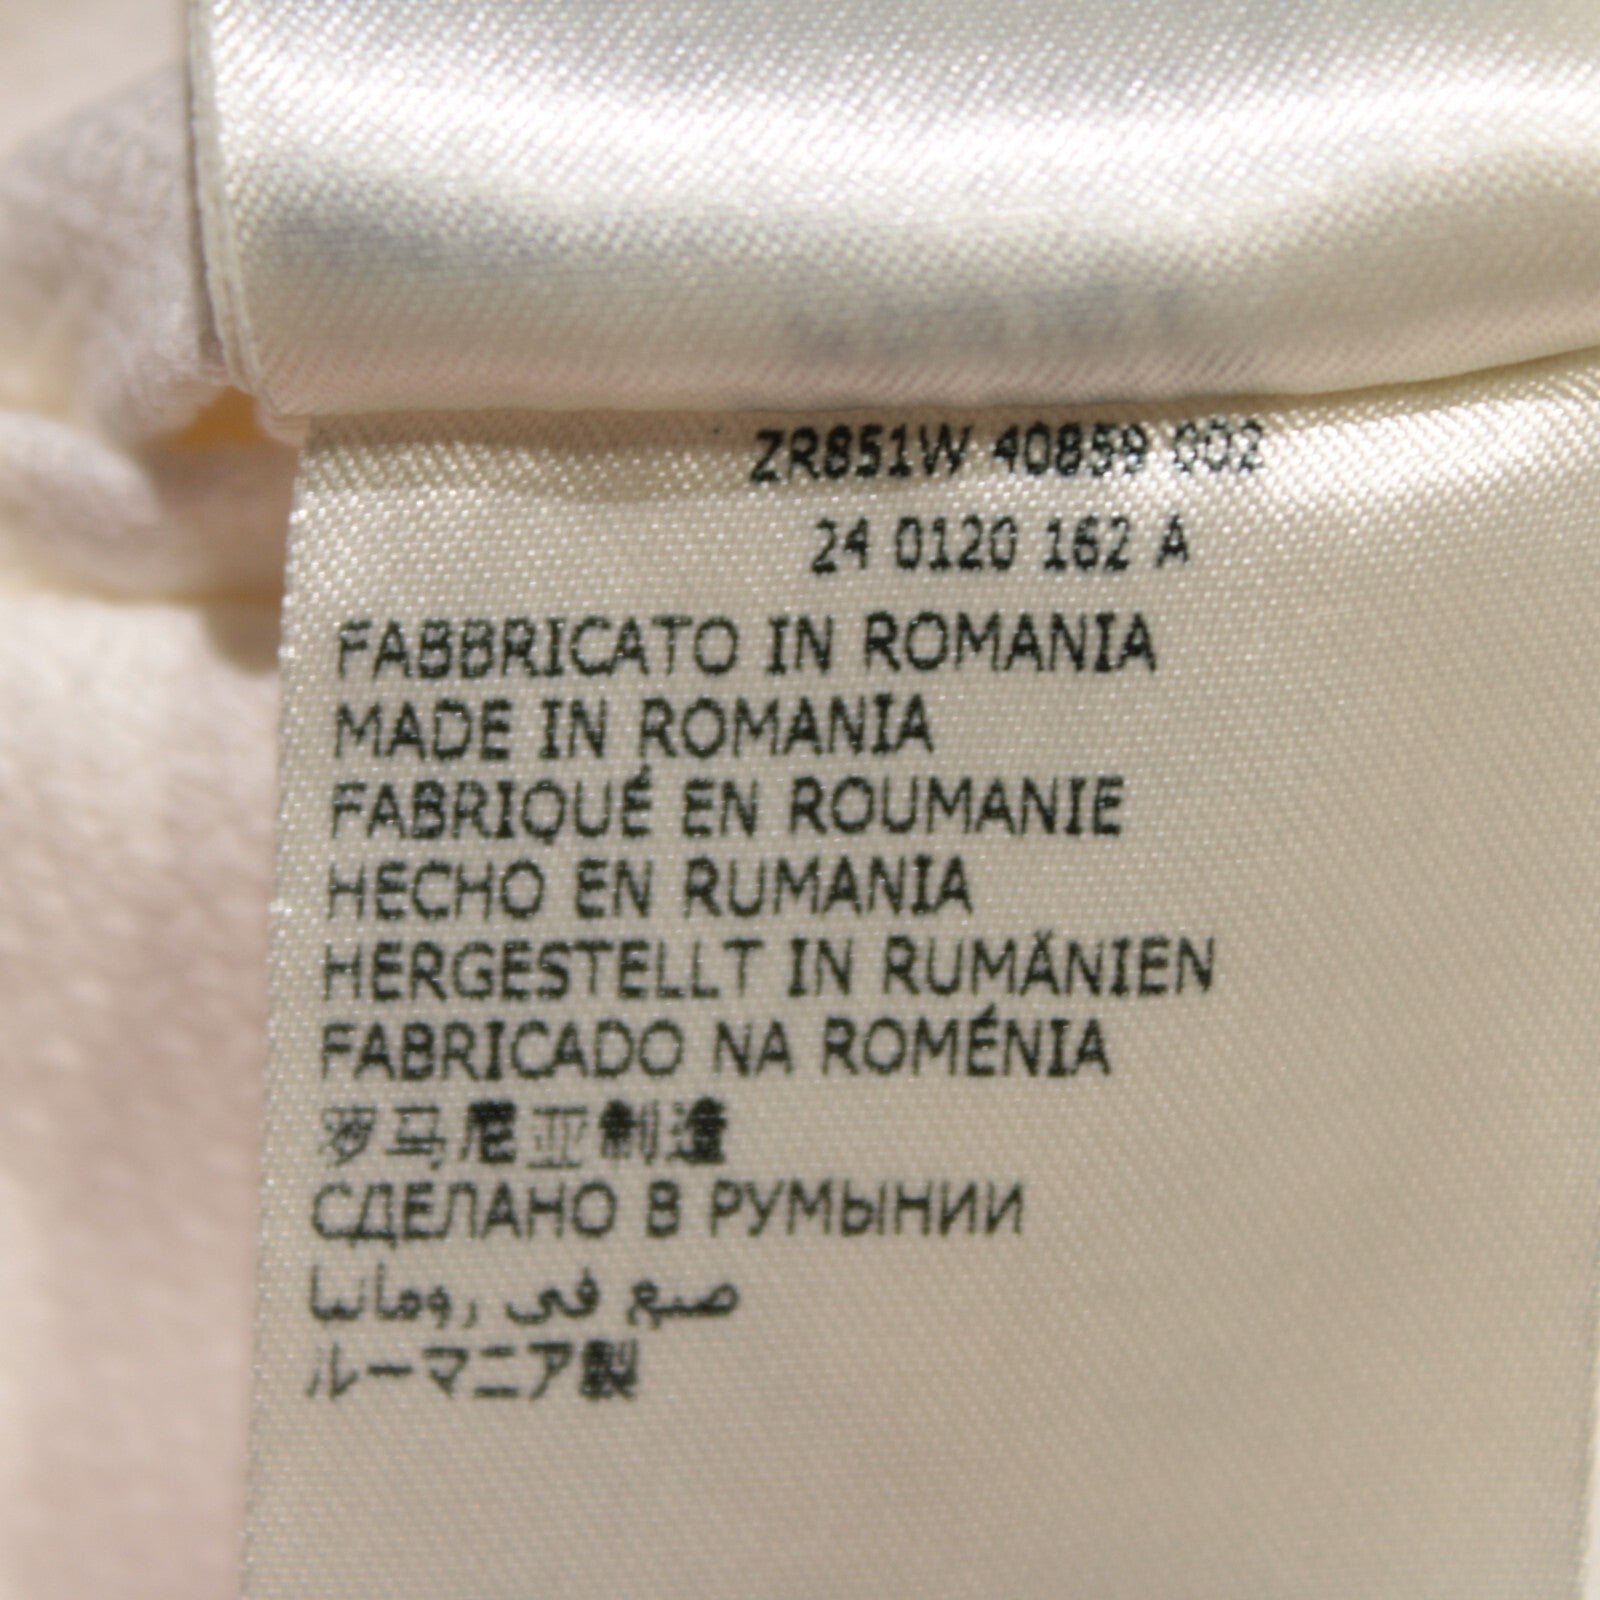 ZR851W 40859 002
24 0120 162 A
FABBRICATO IN ROMANIA
MADE IN ROMANIA
FABRIQUÉ EN ROUMANIE
HECHO EN RUMANIA
HERGESTELLT IN RUMÄNIEN
FABRICADO NA ROMÉNIA
罗马尼亚制造
СДЕЛАНО В РУМЫНИИ
صنع في رومانيا
ルーマニア製